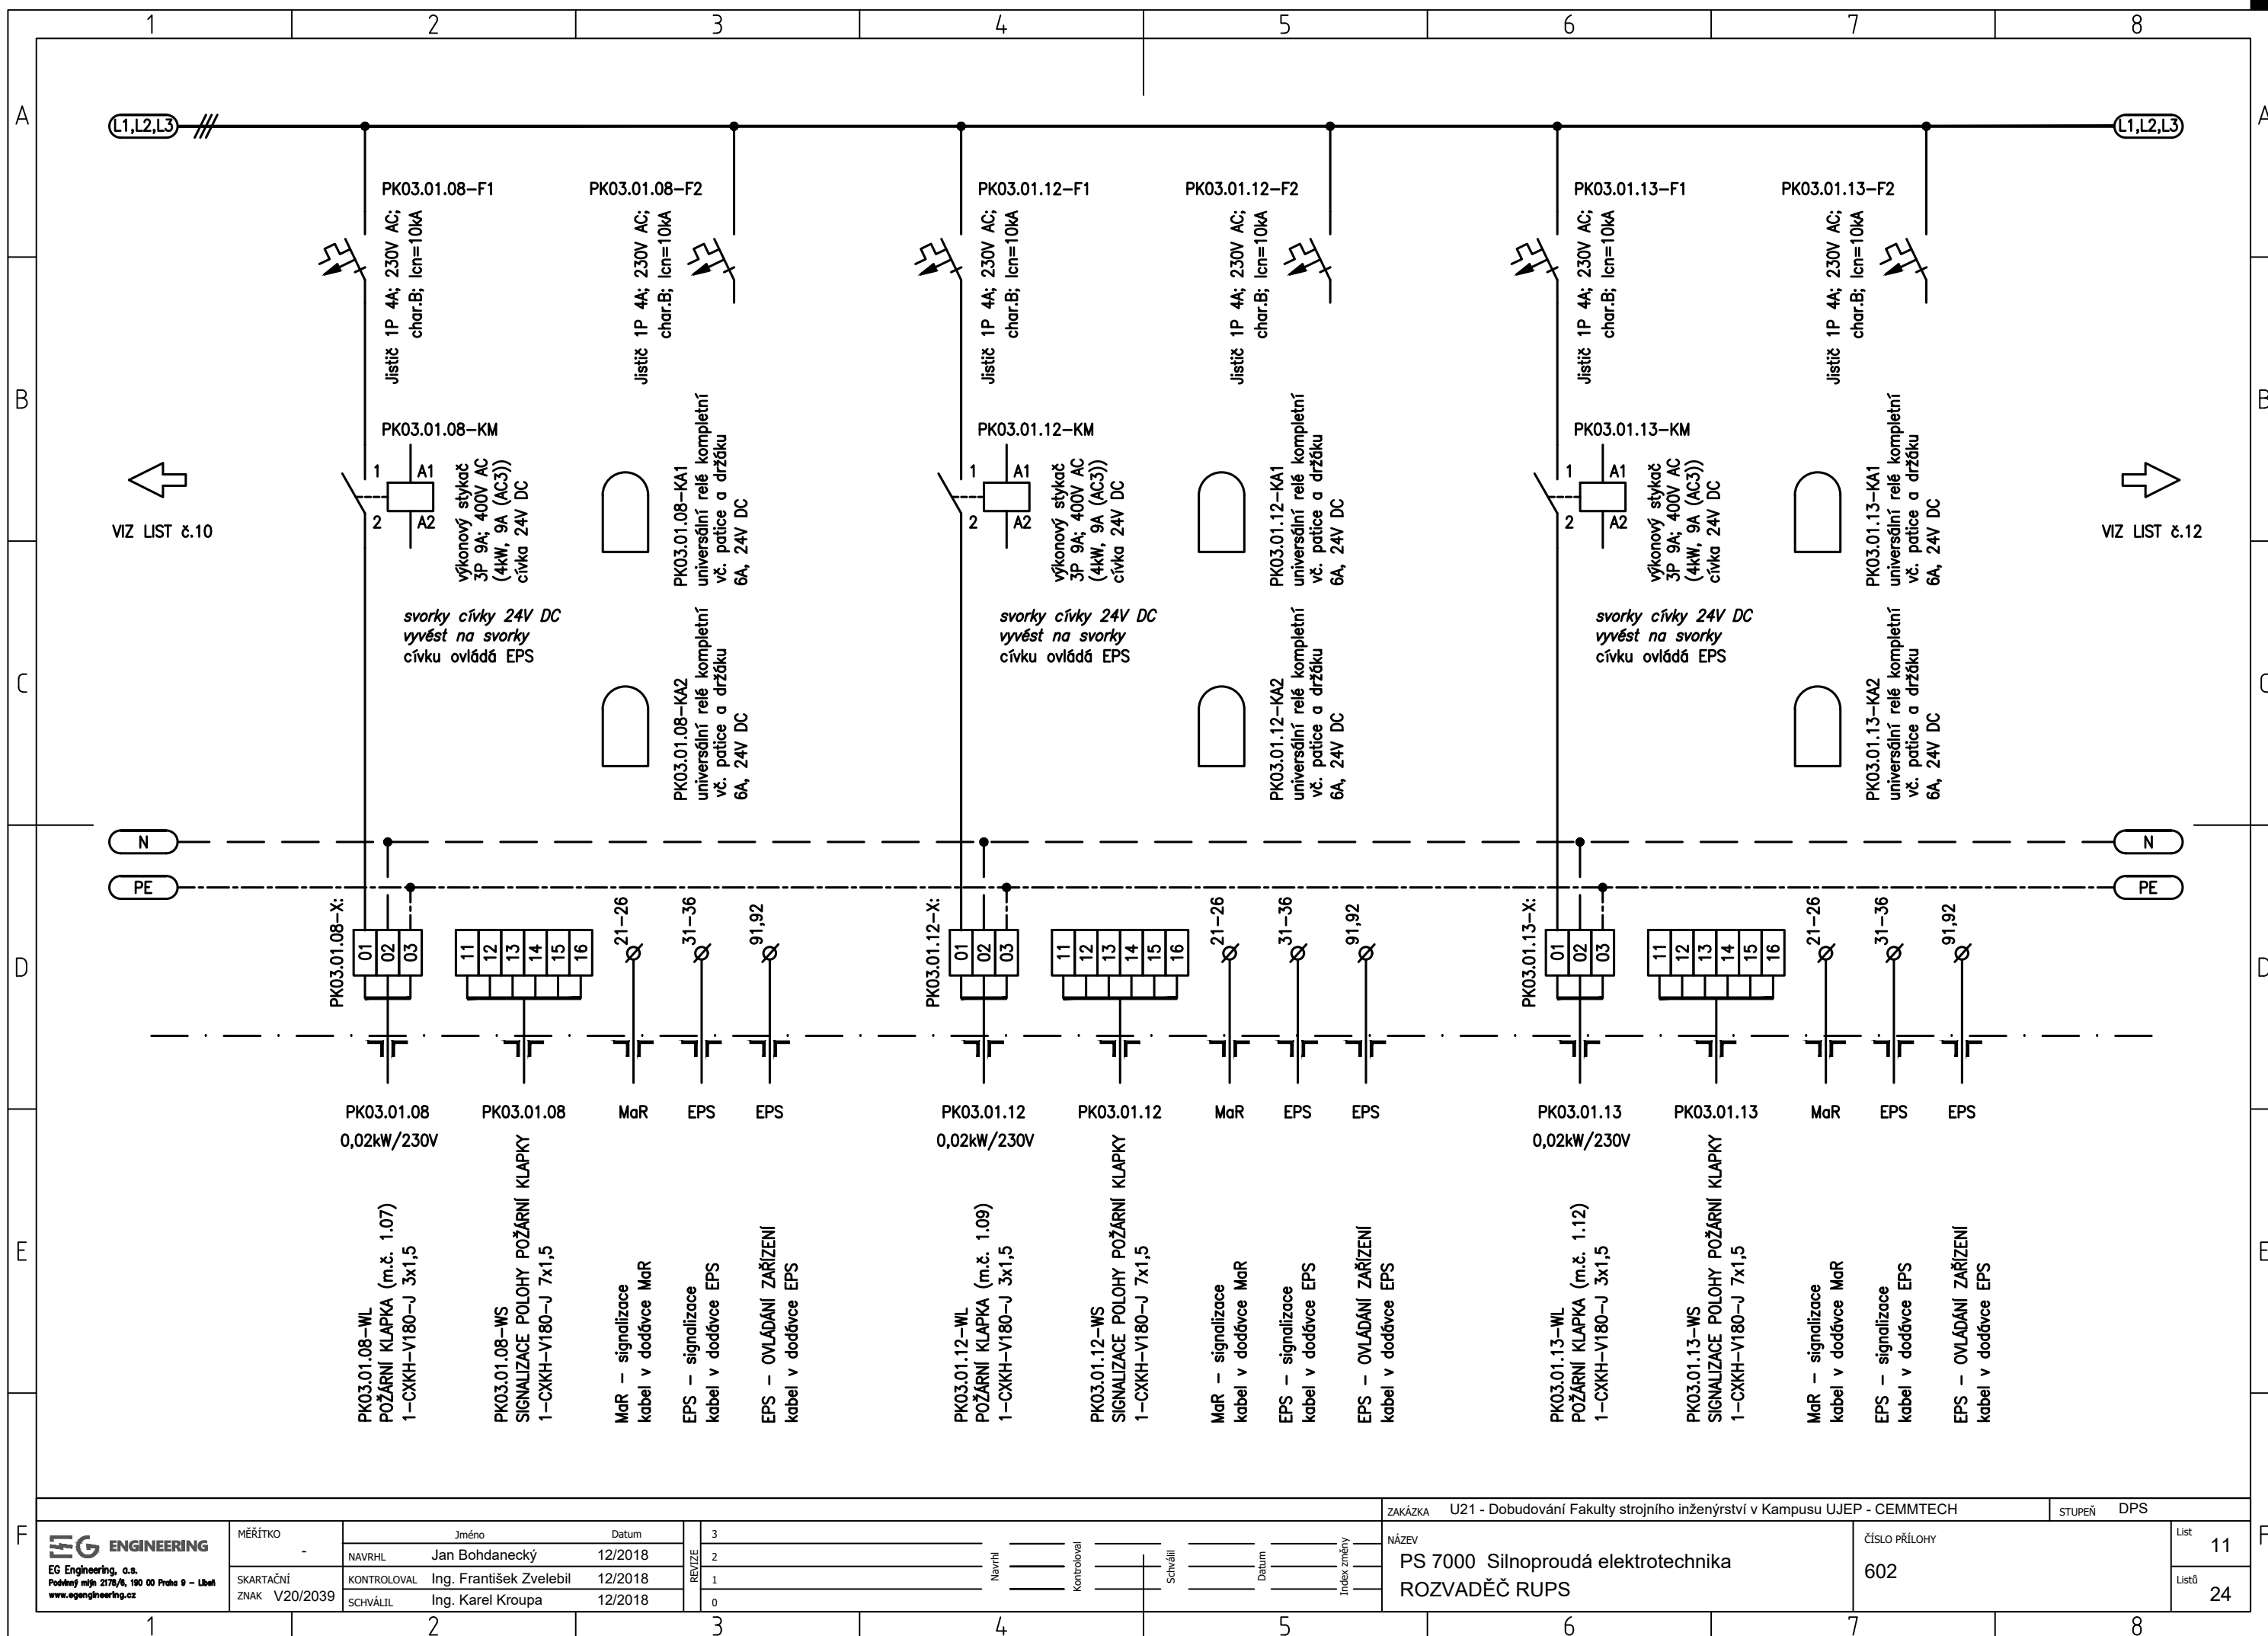 1 2 3 4 5 6 7 8
A A
L1,L2,L3 L1,L2,L3
PK03.01.08-F1
Jistič 1P 4A; 230V AC;
char.B; Icn=10kA
PK03.01.08-F2
Jistič 1P 4A; 230V AC;
char.B; Icn=10kA
PK03.01.12-F1
Jistič 1P 4A; 230V AC;
char.B; Icn=10kA
PK03.01.12-F2
Jistič 1P 4A; 230V AC;
char.B; Icn=10kA
PK03.01.13-F1
Jistič 1P 4A; 230V AC;
char.B; Icn=10kA
PK03.01.13-F2
Jistič 1P 4A; 230V AC;
char.B; Icn=10kA
B B
VIZ LIST č.10
PK03.01.08-KM
1 A1
2 A2
výkonový stykač
3P 9A; 400V AC
(4kW, 9A (AC3))
cívka 24V DC
svorky cívky 24V DC
vyvést na svorky
cívku ovládá EPS
PK03.01.08-KA1
universální relé kompletní
vč. patice a držáku
6A, 24V DC
PK03.01.08-KA2
universální relé kompletní
vč. patice a držáku
6A, 24V DC
PK03.01.12-KM
1 A1
2 A2
výkonový stykač
3P 9A; 400V AC
(4kW, 9A (AC3))
cívka 24V DC
svorky cívky 24V DC
vyvést na svorky
cívku ovládá EPS
PK03.01.12-KA1
universální relé kompletní
vč. patice a držáku
6A, 24V DC
PK03.01.12-KA2
universální relé kompletní
vč. patice a držáku
6A, 24V DC
PK03.01.13-KM
1 A1
2 A2
výkonový stykač
3P 9A; 400V AC
(4kW, 9A (AC3))
cívka 24V DC
svorky cívky 24V DC
vyvést na svorky
cívku ovládá EPS
PK03.01.13-KA1
universální relé kompletní
vč. patice a držáku
6A, 24V DC
PK03.01.13-KA2
universální relé kompletní
vč. patice a držáku
6A, 24V DC
VIZ LIST č.12
C C
N N
PE PE
D D
PK03.01.08-X:
01 02 03
11 12 13 14 15 16
21-26
31-36
91,92
PK03.01.12-X:
01 02 03
11 12 13 14 15 16
21-26
31-36
91,92
PK03.01.13-X:
01 02 03
11 12 13 14 15 16
21-26
31-36
91,92
PK03.01.08 PK03.01.08 MaR EPS EPS PK03.01.12 PK03.01.12 MaR EPS EPS PK03.01.13 PK03.01.13 MaR EPS EPS
0,02kW/230V 0,02kW/230V 0,02kW/230V
E E
PK03.01.08-WL
POŽÁRNÍ KLAPKA (m.č. 1.07)
1-CXKH-V180-J 3x1,5
PK03.01.08-WS
SIGNALIZACE POLOHY POŽÁRNÍ KLAPKY
1-CXKH-V180-J 7x1,5
MaR - signalizace
kabel v dodávce MaR
EPS - signalizace
kabel v dodávce EPS
EPS - OVLÁDÁNÍ ZAŘÍZENÍ
kabel v dodávce EPS
PK03.01.12-WL
POŽÁRNÍ KLAPKA (m.č. 1.09)
1-CXKH-V180-J 3x1,5
PK03.01.12-WS
SIGNALIZACE POLOHY POŽÁRNÍ KLAPKY
1-CXKH-V180-J 7x1,5
MaR - signalizace
kabel v dodávce MaR
EPS - signalizace
kabel v dodávce EPS
EPS - OVLÁDÁNÍ ZAŘÍZENÍ
kabel v dodávce EPS
PK03.01.13-WL
POŽÁRNÍ KLAPKA (m.č. 1.12)
1-CXKH-V180-J 3x1,5
PK03.01.13-WS
SIGNALIZACE POLOHY POŽÁRNÍ KLAPKY
1-CXKH-V180-J 7x1,5
MaR - signalizace
kabel v dodávce MaR
EPS - signalizace
kabel v dodávce EPS
EPS - OVLÁDÁNÍ ZAŘÍZENÍ
kabel v dodávce EPS
F F
EG ENGINEERING
EG Engineering, a.s.
Podvinný mlýn 2178/6, 190 00 Praha 9 - Libeň
www.egengineering.cz
MĚŘÍTKO
-
SKARTAČNÍ
ZNAK V20/2039
Jméno Datum
NAVRHL Jan Bohdanecký 12/2018
KONTROLOVAL Ing. František Zvelebil 12/2018
SCHVÁLIL Ing. Karel Kroupa 12/2018
REVIZE
3
2
1
0
Navrhl
Kontroloval
Schválil
Datum
Index změny
ZAKÁZKA U21 - Dobudování Fakulty strojního inženýrství v Kampusu UJEP - CEMMTECH
STUPEŇ DPS
NÁZEV
PS 7000 Silnoproudá elektrotechnika
ROZVADĚČ RUPS
ČÍSLO PŘÍLOHY
602
List
11
Listů
24
1 2 3 4 5 6 7 8